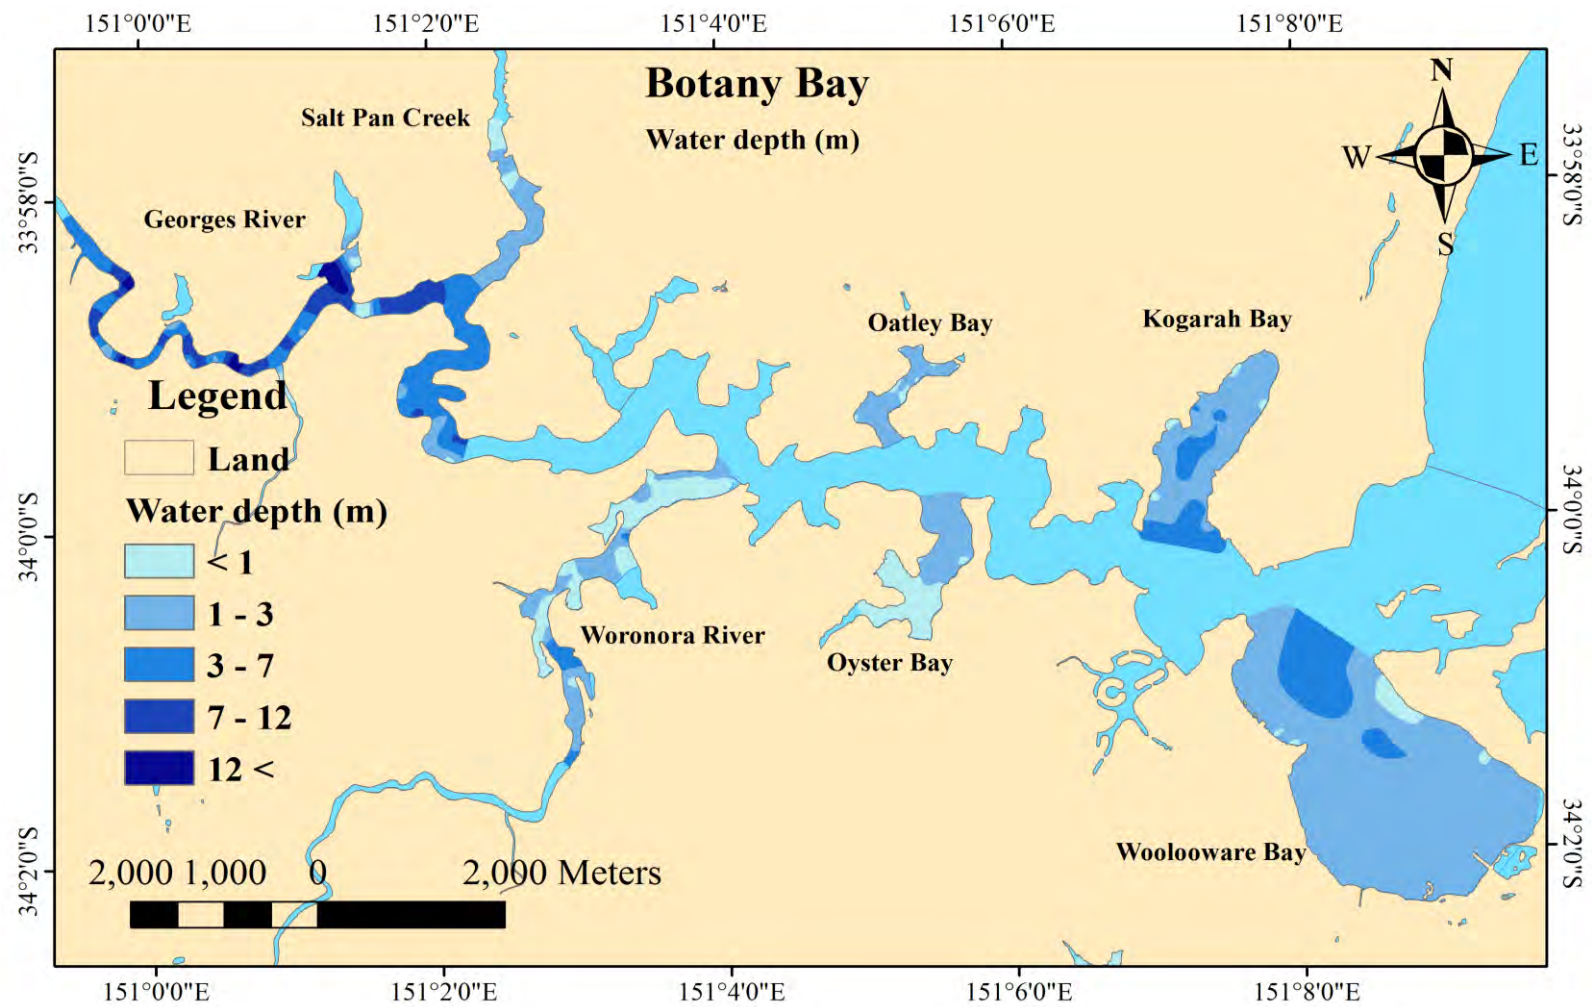 151°0'0"E 151°2'0"E 151°4'0"E 151°6'0"E 151°8'0"E
Botany Bay
Water depth (m)
N
W E
S
Salt Pan Creek
Georges River
33°58'0"S
33°58'0"S
Oatley Bay
Kogarah Bay
Legend
Land
Water depth (m)
< 1
1 - 3
3 - 7
7 - 12
12 <
34°0'0"S
34°0'0"S
Woronora River
Oyster Bay
Woolooware Bay
34°2'0"S
34°2'0"S
2,000 1,000 0 2,000 Meters
151°0'0"E 151°2'0"E 151°4'0"E 151°6'0"E 151°8'0"E